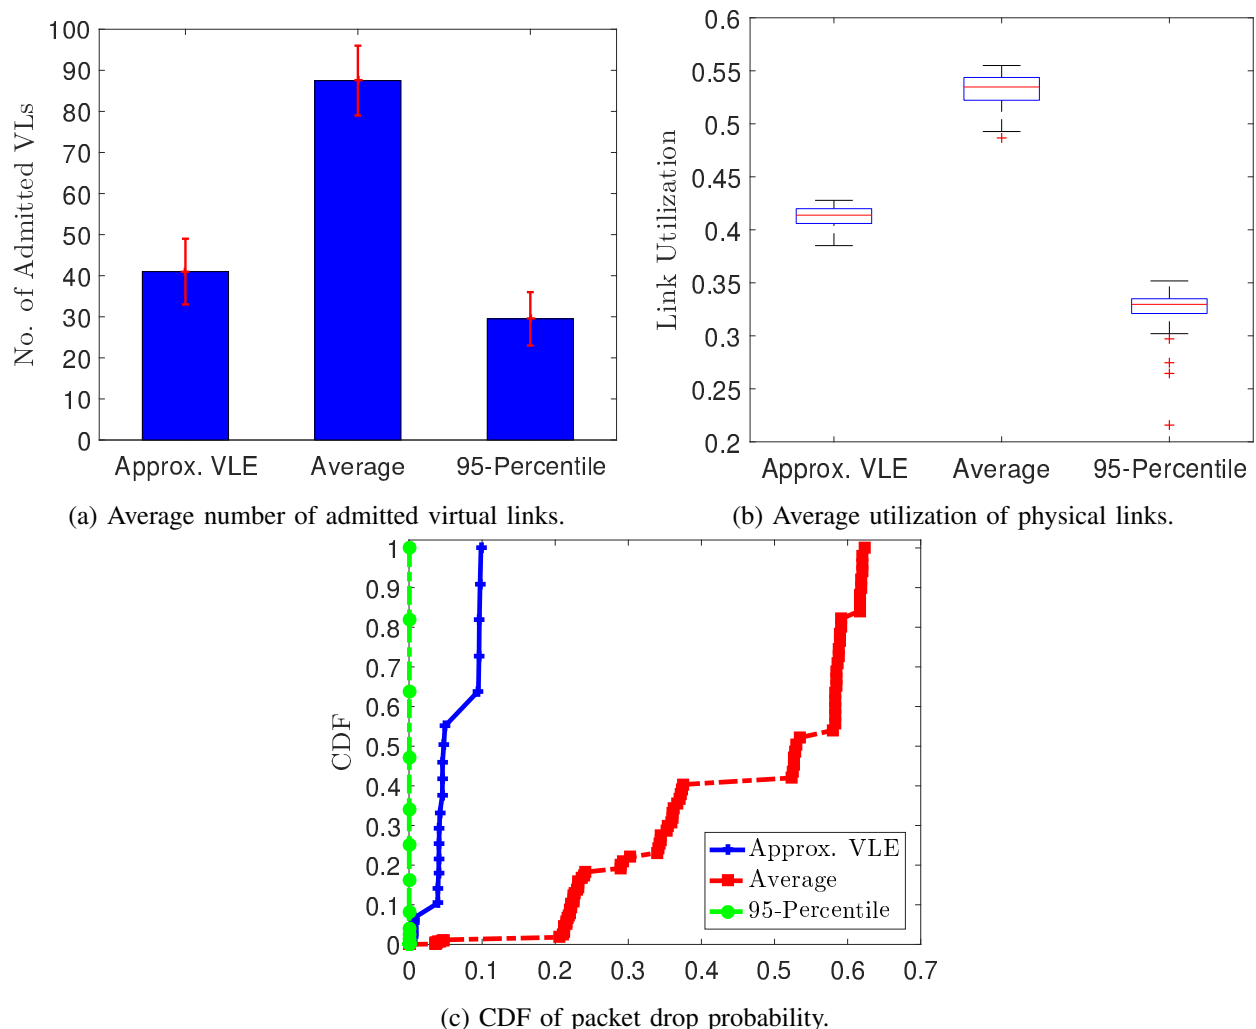 No. of Admitted VLs
100
90
80
70
60
50
40
30
20
10
0
Approx. VLE
Average
95-Percentile
(a) Average number of admitted virtual links.
Link Utilization
0.6
0.55
0.5
0.45
0.4
0.35
0.3
0.25
0.2
Approx. VLE
Average
95-Percentile
(b) Average utilization of physical links.
CDF
1
0.9
0.8
0.7
0.6
0.5
0.4
0.3
0.2
0.1
0
0
0.1
0.2
0.3
0.4
0.5
0.6
0.7
Approx. VLE
Average
95-Percentile
(c) CDF of packet drop probability.